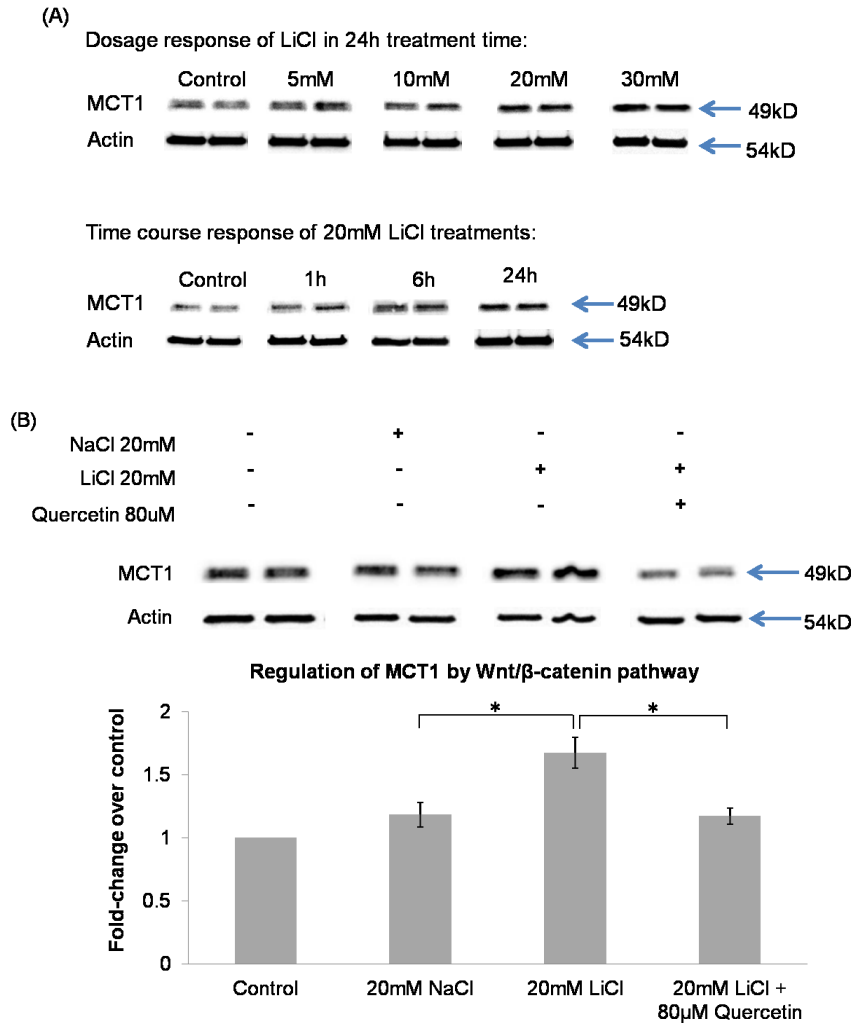 (A)
Dosage response of LiCl in 24h treatment time:
Control 5mM 10mM 20mM 30mM
MCT1 49kD
Actin 54kD
Time course response of 20mM LiCl treatments:
Control 1h 6h 24h
MCT1 49kD
Actin 54kD
(B)
NaCl 20mM - + - -
LiCl 20mM - - + +
Quercetin 80uM - - - +
MCT1 49kD
Actin 54kD
Regulation of MCT1 by Wnt/β-catenin pathway
Fold-change over control
2
1.5
1
0.5
0
* *
Control 20mM NaCl 20mM LiCl 20mM LiCl +
80μM Quercetin